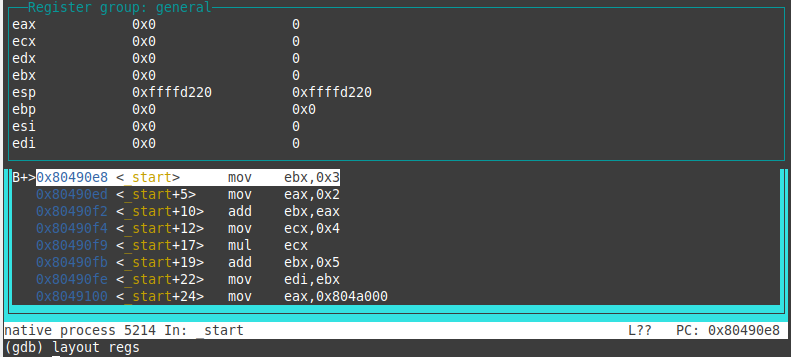 Register group: general
eax 0x0 0
ecx 0x0 0
edx 0x0 0
ebx 0x0 0
esp 0xffffd220 0xffffd220
ebp 0x0 0x0
esi 0x0 0
edi 0x0 0
B+>0x80490e8 <_start> mov ebx,0x3
0x80490ed <_start+5> mov eax,0x2
0x80490f2 <_start+10> add ebx,eax
0x80490f4 <_start+12> mov ecx,0x4
0x80490f9 <_start+17> mul ecx
0x80490fb <_start+19> add ebx,0x5
0x80490fe <_start+22> mov edi,ebx
0x8049100 <_start+24> mov eax,0x804a000
native process 5214 In: _start L?? PC: 0x80490e8
(gdb) layout regs